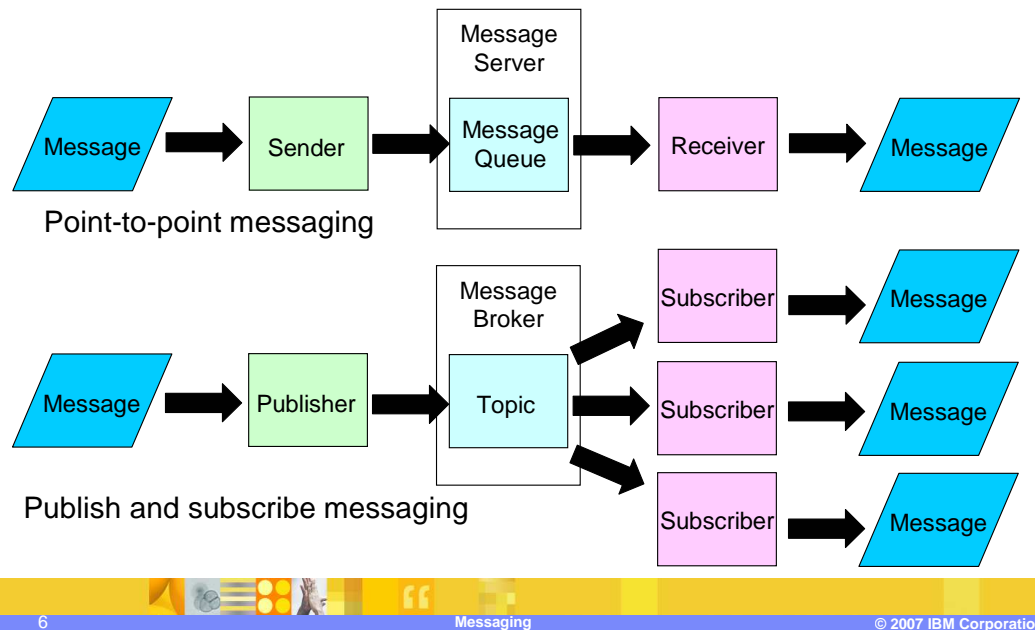 Message
Server
Message
Sender
Message
Queue
Receiver
Message
Point-to-point messaging
Message
Broker
Message
Publisher
Topic
Subscriber
Message
Subscriber
Message
Subscriber
Message
Publish and subscribe messaging
6
Messaging
© 2007 IBM Corporatio